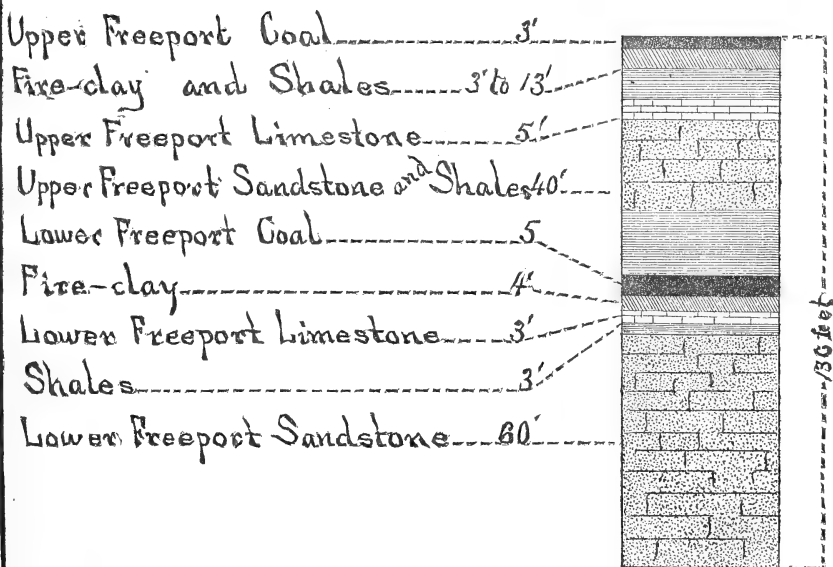 Upper Freeport Coal 3'
Fire-clay and Shales 3' to 13'
Upper Freeport Limestone 5'
Upper Freeport Sandstone and Shales 40'
Lower Freeport Coal 5
Fire-clay 4'
Lower Freeport Limestone 3'
Shales 3'
Lower Freeport Sandstone 60'
136 feet